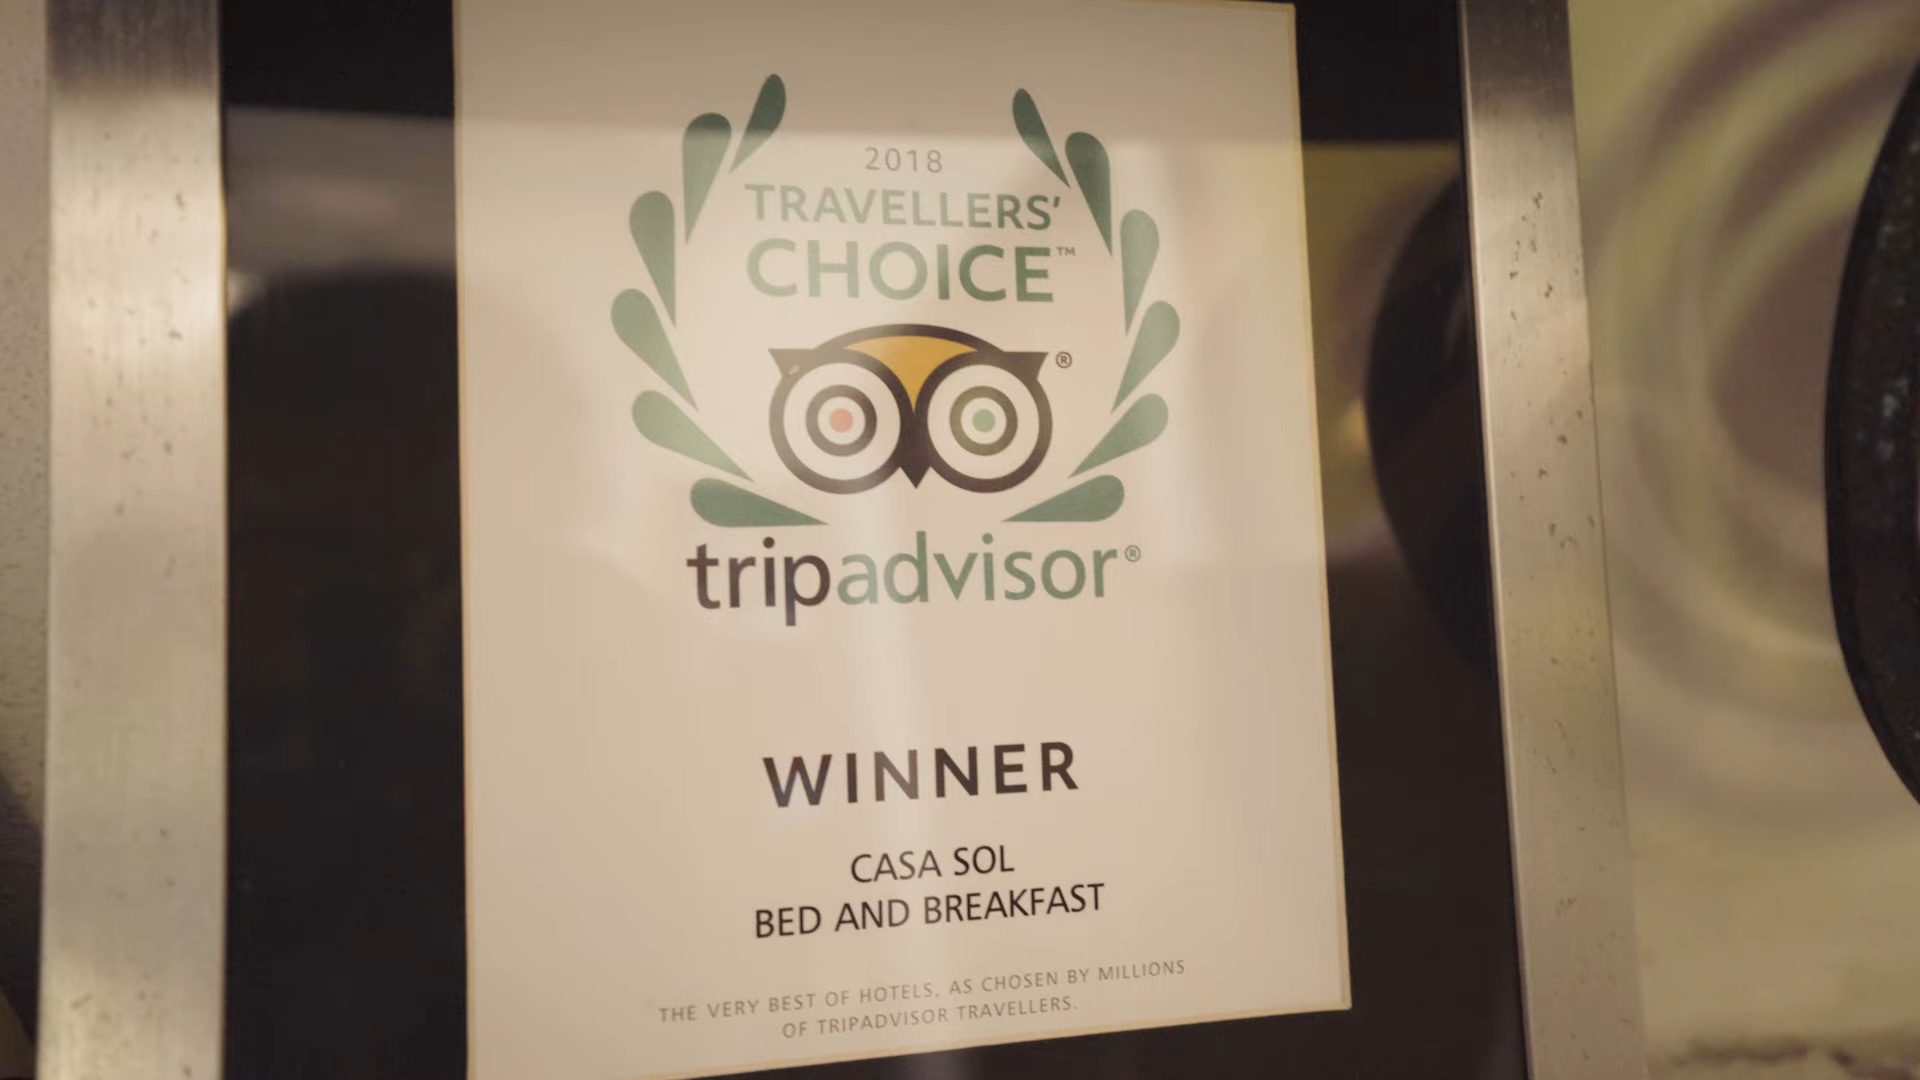 2018
TRAVELLERS'
CHOICE™
®
tripadvisor®
WINNER
CASA SOL
BED AND BREAKFAST
THE VERY BEST OF HOTELS, AS CHOSEN BY MILLIONS
OF TRIPADVISOR TRAVELLERS.